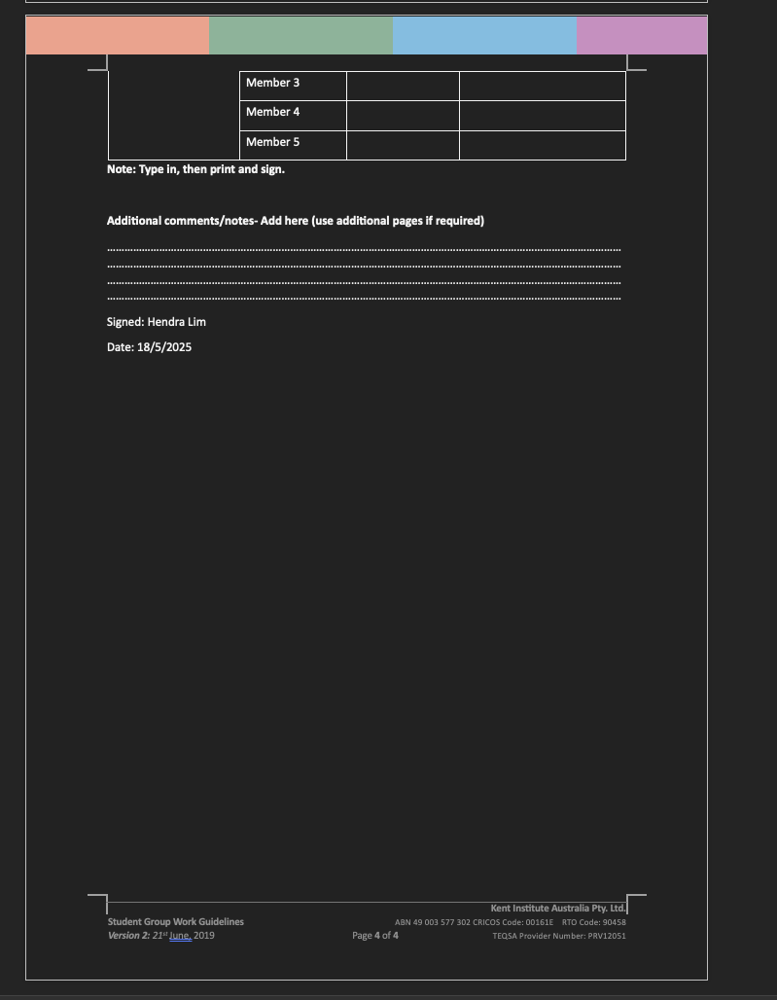 Member 3
Member 4
Member 5
Note: Type in, then print and sign.
Additional comments/notes- Add here (use additional pages if required)
Signed: Hendra Lim
Date: 18/5/2025
Kent Institute Australia Pty. Ltd.
Student Group Work Guidelines ABN 49 003 577 302 CRICOS Code: 00161E RTO Code: 90458
Version 2: 21st June, 2019 Page 4 of 4 TEQSA Provider Number: PRV12051